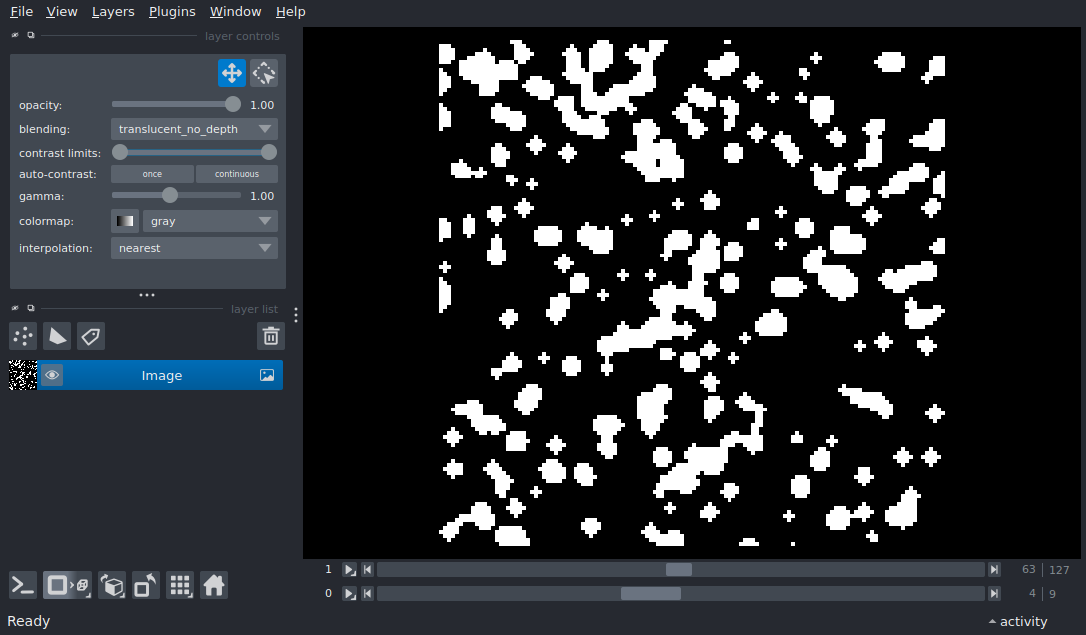 File View Layers Plugins Window Help
layer controls
opacity: 1.00
blending: translucent_no_depth
contrast limits:
auto-contrast: once continuous
gamma: 1.00
colormap: gray
interpolation: nearest
layer list
Image
1 63 127
0 4 9
Ready activity